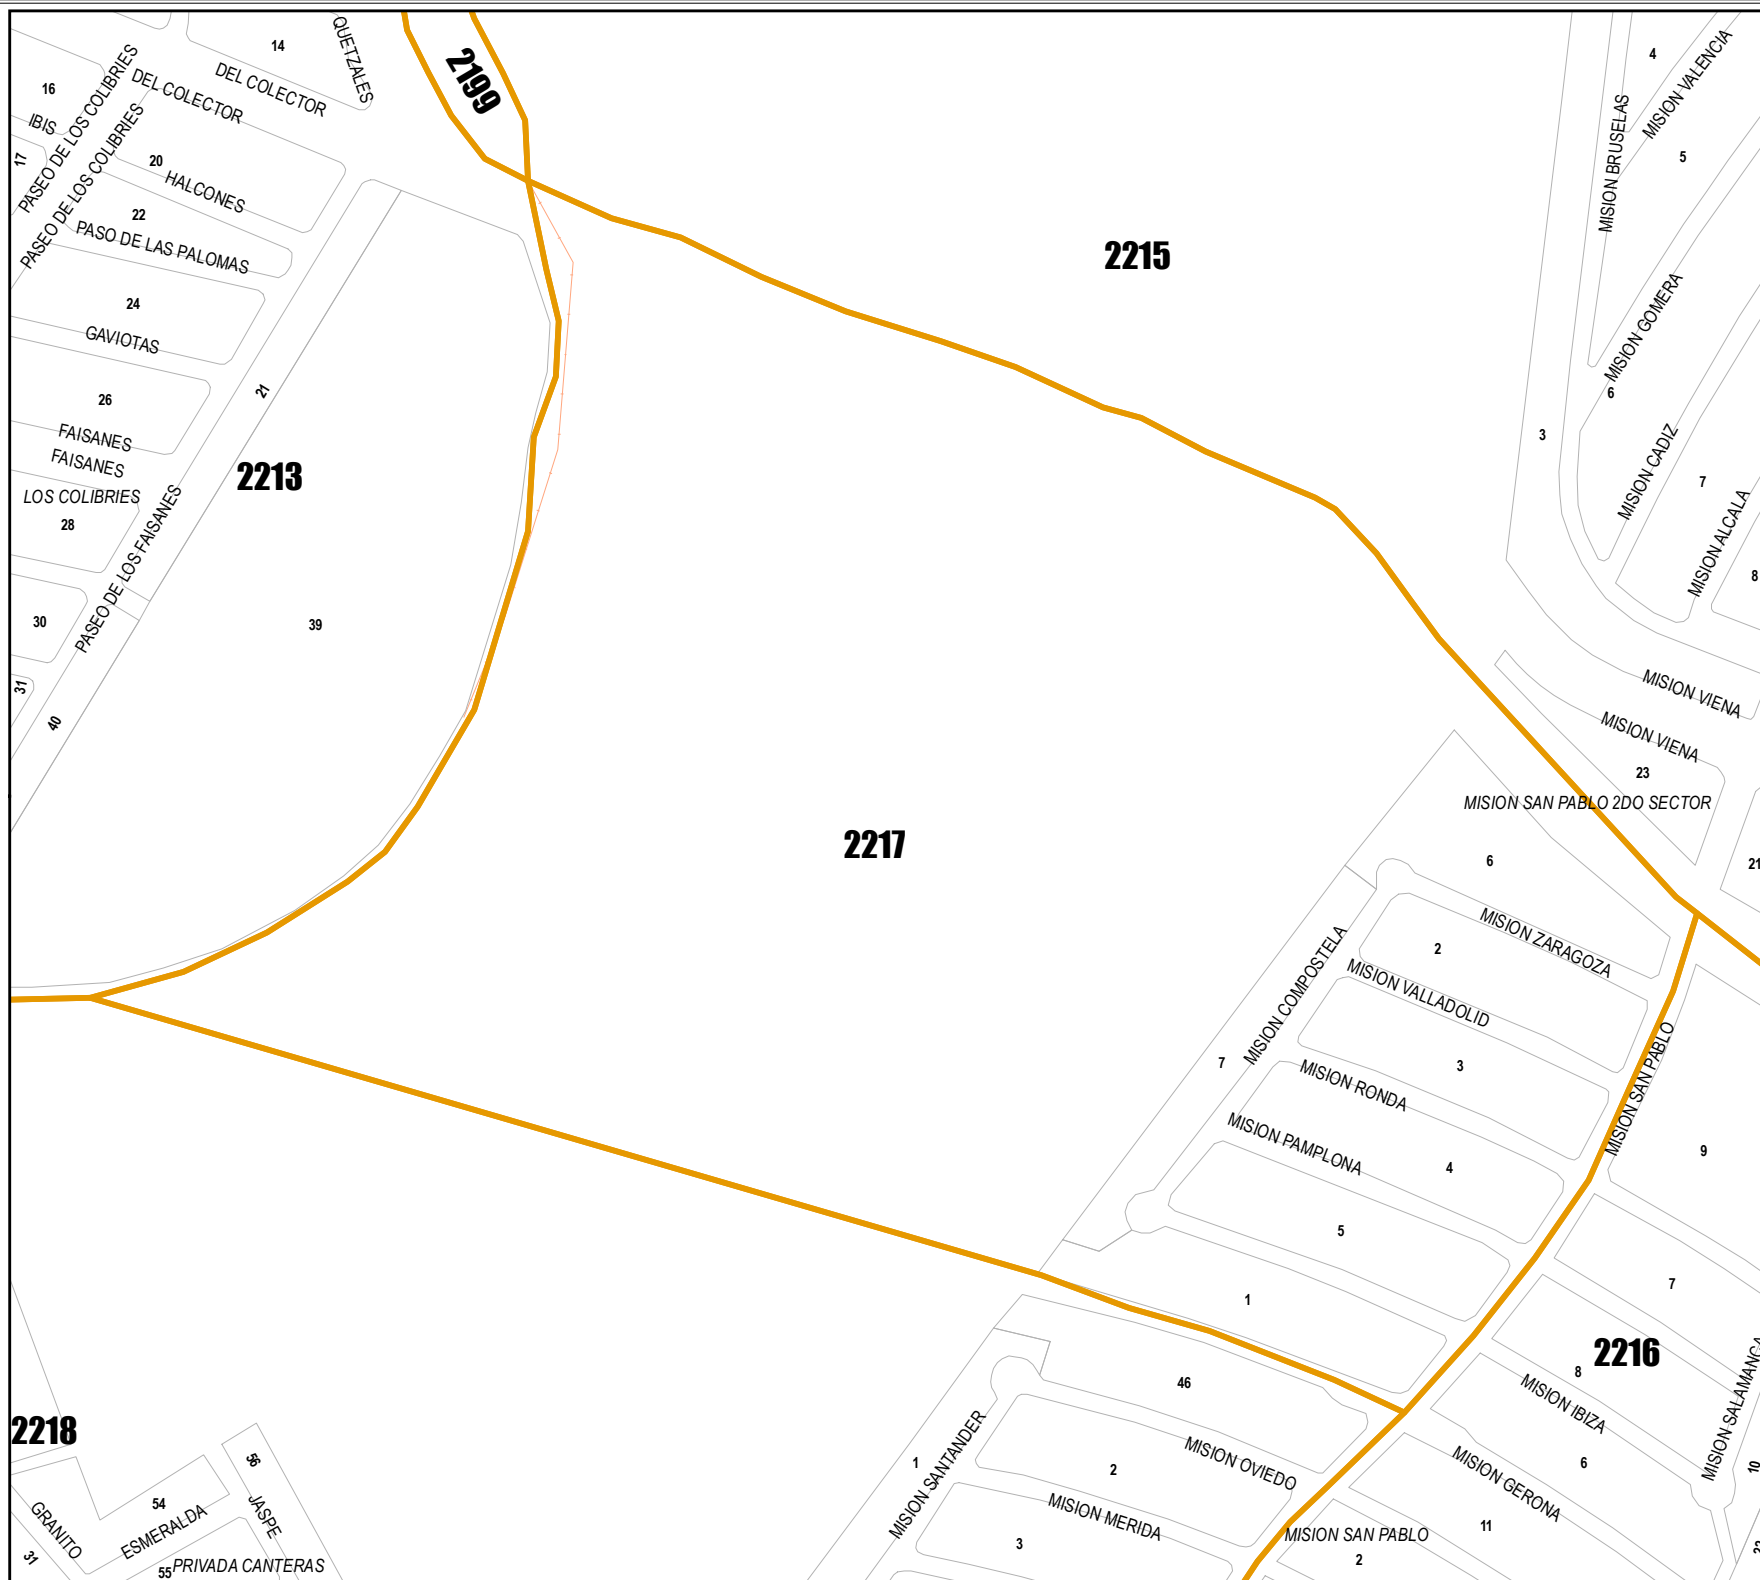 14
QUETZALES
DEL COLECTOR
DEL COLECTOR
2199
16
IBIS
17
PASEO DE LOS COLIBRIES
PASEO DE LOS COLIBRIES
20
HALCONES
22
PASO DE LAS PALOMAS
24
GAVIOTAS
26
FAISANES
FAISANES
LOS COLIBRIES
28
21
2213
PASEO DE LOS FAISANES
30
31
40
39
2215
4
MISION VALENCIA
MISION BRUSELAS
5
MISION GOMERA
6
3
MISION CADIZ
7
MISION ALCALA
8
MISION VIENA
MISION VIENA
23
MISION SAN PABLO 2DO SECTOR
21
2217
6
MISION ZARAGOZA
2
MISION COMPOSTELA
MISION VALLADOLID
7
3
MISION RONDA
MISION SAN PABLO
MISION PAMPLONA
4
9
5
1
7
2216
8
MISION IBIZA
MISION SALAMANCA
46
MISION OVIEDO
1
MISION SANTANDER
2
MISION MERIDA
3
6
10
MISION GERONA
11
MISION SAN PABLO
2
2218
56
54
JASPE
GRANITO
ESMERALDA
31
55
PRIVADA CANTERAS